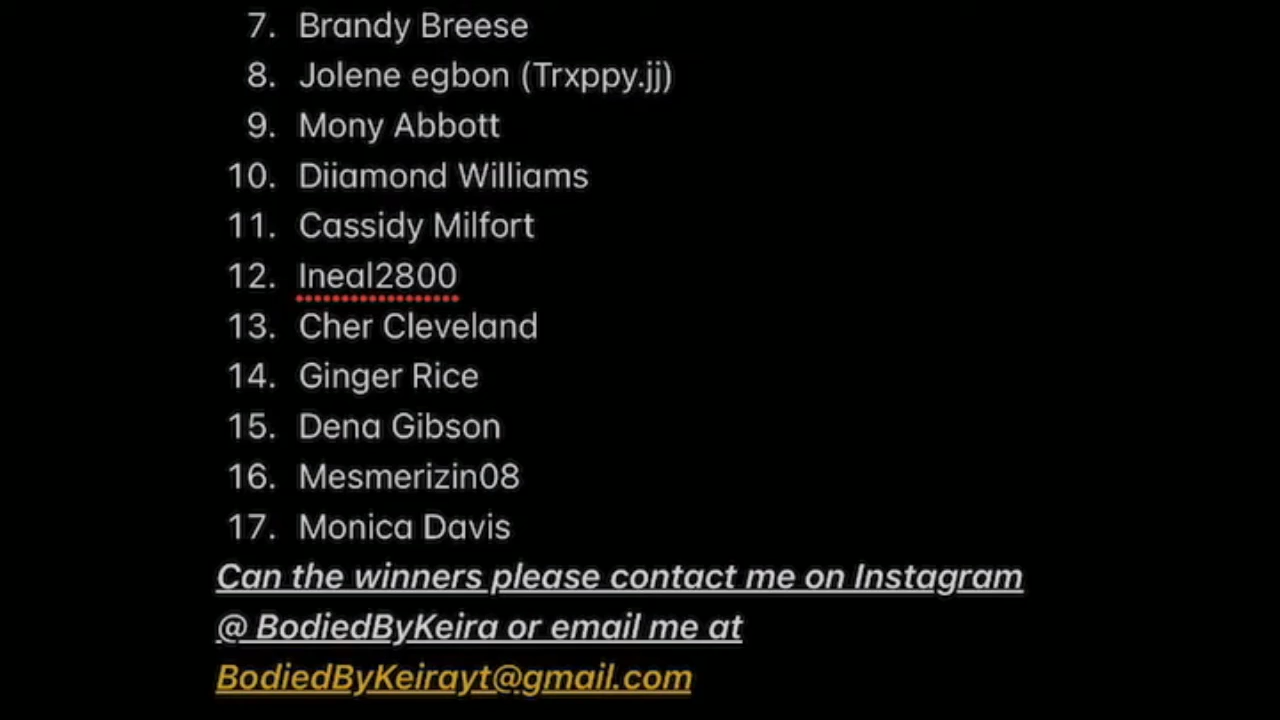 7. Brandy Breese
8. Jolene egbon (Trxppy.jj)
9. Mony Abbott
10. Diiamond Williams
11. Cassidy Milfort
12. Ineal2800
13. Cher Cleveland
14. Ginger Rice
15. Dena Gibson
16. Mesmerizin08
17. Monica Davis
Can the winners please contact me on Instagram
@ BodiedByKeira or email me at
BodiedByKeirayt@gmail.com